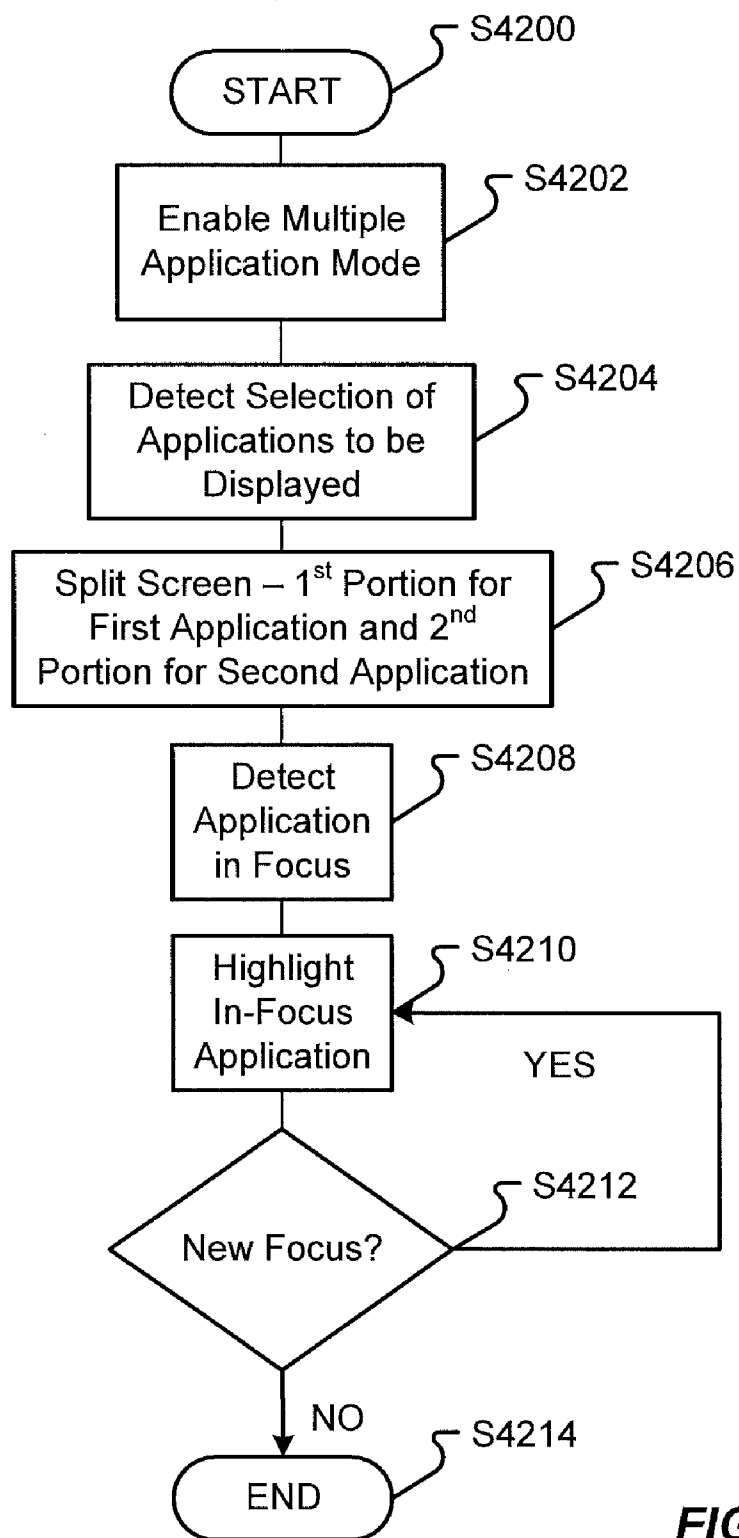 S4200
START
S4202
Enable Multiple
Application Mode
S4204
Detect Selection of
Applications to be
Displayed
S4206
Split Screen – 1st Portion for
First Application and 2nd
Portion for Second Application
S4208
Detect
Application
in Focus
S4210
Highlight
In-Focus
Application
YES
S4212
New Focus?
NO
S4214
END
FIG